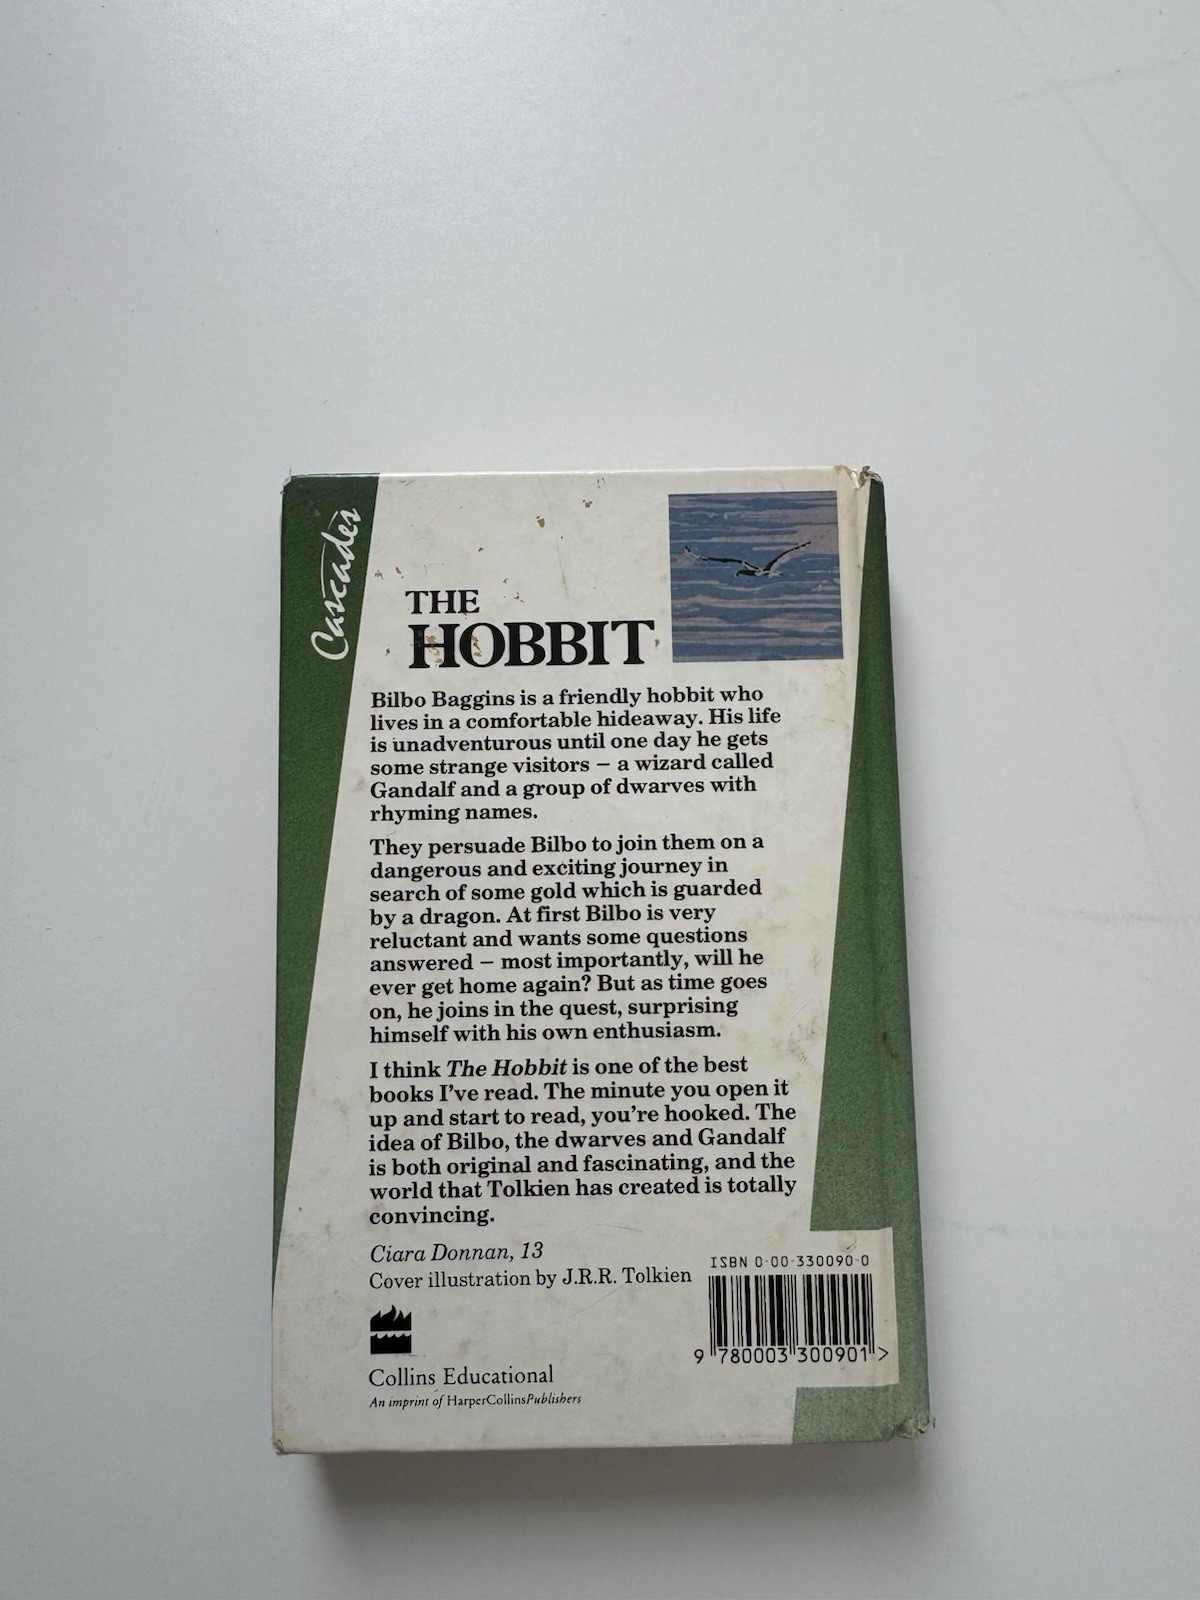 Cascades
THE
HOBBIT
Bilbo Baggins is a friendly hobbit who
lives in a comfortable hideaway. His life
is unadventurous until one day he gets
some strange visitors – a wizard called
Gandalf and a group of dwarves with
rhyming names.
They persuade Bilbo to join them on a
dangerous and exciting journey in
search of some gold which is guarded
by a dragon. At first Bilbo is very
reluctant and wants some questions
answered – most importantly, will he
ever get home again? But as time goes
on, he joins in the quest, surprising
himself with his own enthusiasm.
I think The Hobbit is one of the best
books I've read. The minute you open it
up and start to read, you're hooked. The
idea of Bilbo, the dwarves and Gandalf
is both original and fascinating, and the
world that Tolkien has created is totally
convincing.
Ciara Donnan, 13
Cover illustration by J.R.R. Tolkien
ISBN 0-00-330090-0
9 780003 300901 >
Collins Educational
An imprint of HarperCollinsPublishers